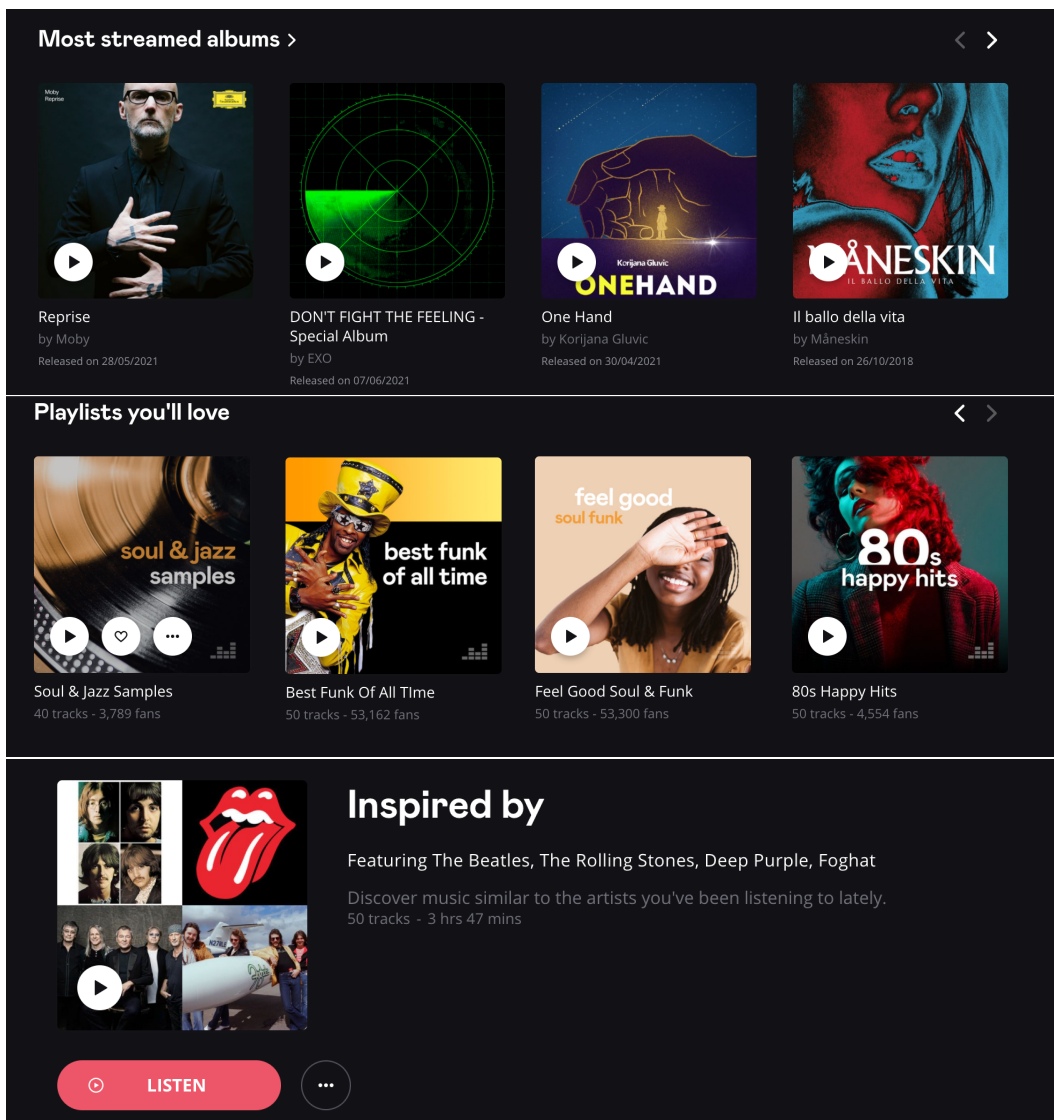 Most streamed albums
Moby
Reprise
Korijana Gluvic
ONEHAND
MÅNESKIN
IL BALLO DELLA VITA
Reprise
by Moby
Released on 28/05/2021
DON'T FIGHT THE FEELING -
Special Album
by EXO
Released on 07/06/2021
One Hand
by Korijana Gluvic
Released on 30/04/2021
Il ballo della vita
by Måneskin
Released on 26/10/2018
Playlists you'll love
soul & jazz
samples
best funk
of all time
feel good
soul funk
80s
happy hits
Soul & Jazz Samples
40 tracks - 3,789 fans
Best Funk Of All TIme
50 tracks - 53,162 fans
Feel Good Soul & Funk
50 tracks - 53,300 fans
80s Happy Hits
50 tracks - 4,554 fans
Inspired by
Featuring The Beatles, The Rolling Stones, Deep Purple, Foghat
Discover music similar to the artists you've been listening to lately.
50 tracks - 3 hrs 47 mins
LISTEN